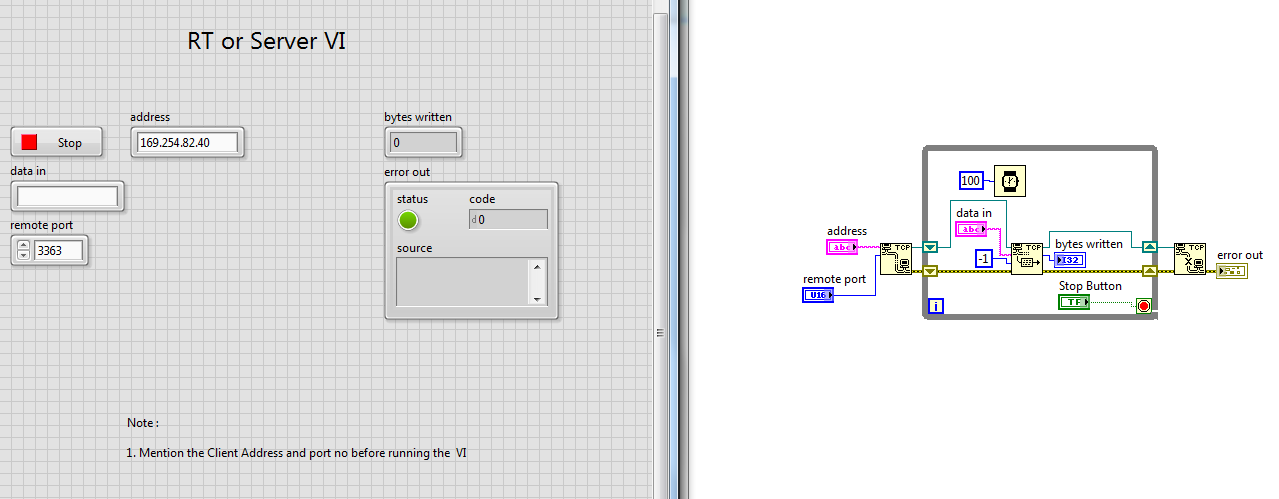 RT or Server VI
address
bytes written
Stop
169.254.82.40
0
data in
error out
status
code
d 0
remote port
3363
source
Note :
1. Mention the Client Address and port no before running the VI
100
data in
abc
address
abc
TCP
TCP
bytes written
TCP
-1
I32
error out
remote port
U16
Stop Button
TF
i